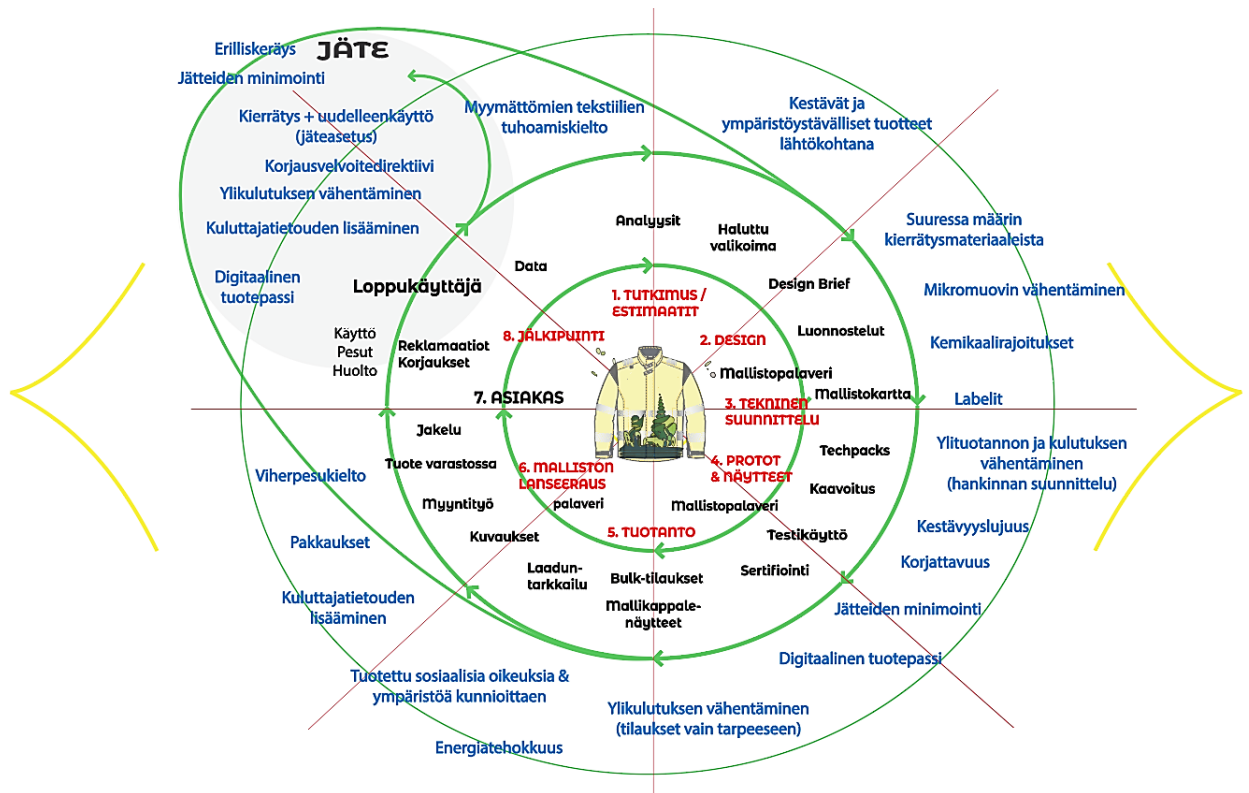 Erilliskeräys
JÄTE
Jätteiden minimointi
Kierrätys + uudelleenkäyttö
(jäteasetus)
Korjausvelvoitedirektiivi
Ylikulutuksen vähentäminen
Kuluttajatietouden lisääminen
Digitaalinen
tuotepassi
Myymättömien tekstiilien
tuhoamiskielto
Kestävät ja
ympäristöystävälliset tuotteet
lähtökohtana
Suuressa määrin
kierrätysmateriaaleista
Mikromuovin vähentäminen
Kemikaalirajoitukset
Labelit
Ylituotannon ja kulutuksen
vähentäminen
(hankinnan suunnittelu)
Kestävyyslujuus
Korjattavuus
Jätteiden minimointi
Digitaalinen tuotepassi
Ylikulutuksen vähentäminen
(tilaukset vain tarpeeseen)
Tuotettu sosiaalisia oikeuksia &
ympäristöä kunnioittaen
Energiatehokkuus
Kuluttajatietouden
lisääminen
Pakkaukset
Viherpesukielto
Loppukäyttäjä
Käyttö
Pesut
Huolto
Reklamaatiot
Korjaukset
Data
Analyysit
Haluttu
valikoima
Design Brief
Luonnostelut
Mallistopalaveri
Mallistokartta
Techpacks
Kaavoitus
Mallistopalaveri
Testikäyttö
Sertifiointi
Bulk-tilaukset
Mallikappale-
näytteet
Laadun-
tarkkailu
Kuvaukset
Myyntityö
Tuote varastossa
Jakelu
1. TUTKIMUS /
ESTIMAATIT
2. DESIGN
3. TEKNINEN
SUUNNITTELU
4. PROTOT
& NÄYTTEET
5. TUOTANTO
6. MALLISTON
LANSEERAUS
palaveri
7. ASIAKAS
8. JÄLKIPUINTI